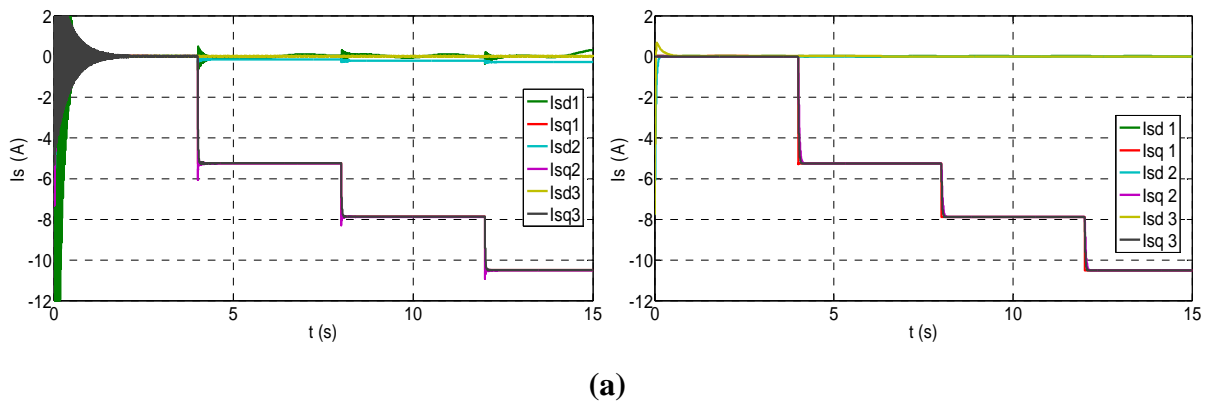 2
0
-2
-4
-6
-8
-10
-12
Is (A)
0
5
10
15
t (s)
Isd1
Isq1
Isd2
Isq2
Isd3
Isq3
2
0
-2
-4
-6
-8
-10
-12
Is (A)
0
5
10
15
t (s)
Isd 1
Isq 1
Isd 2
Isq 2
Isd 3
Isq 3
(a)